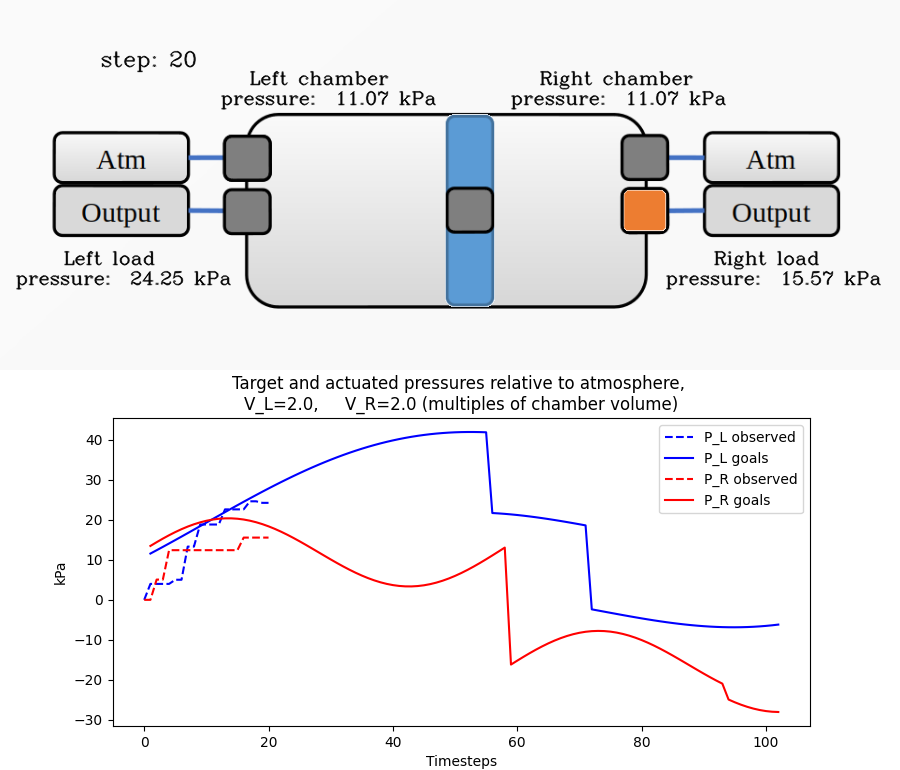 step: 20
Left chamber
pressure: 11.07 kPa
Right chamber
pressure: 11.07 kPa
Atm
Output
Atm
Output
Left load
pressure: 24.25 kPa
Right load
pressure: 15.57 kPa
Target and actuated pressures relative to atmosphere,
V_L=2.0, V_R=2.0 (multiples of chamber volume)
P_L observed
P_L goals
P_R observed
P_R goals
kPa
40
30
20
10
0
−10
−20
−30
0 20 40 60 80 100
Timesteps